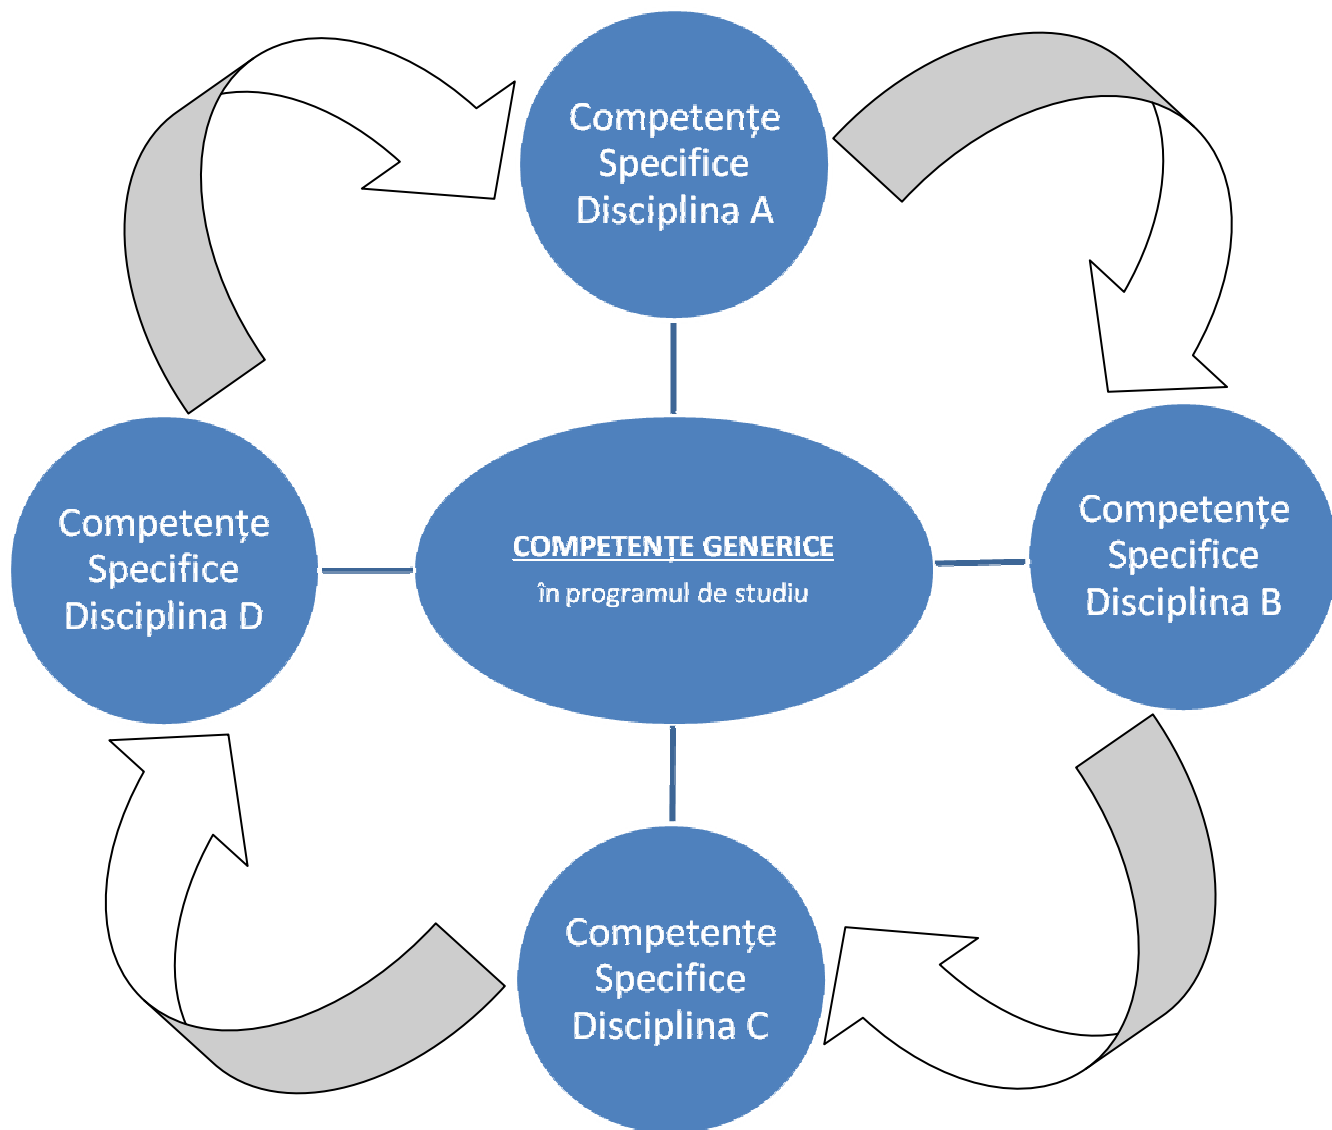 Competențe
Specifice
Disciplina A
Competențe
Specifice
Disciplina D
COMPETENȚE GENERICE
în programul de studiu
Competențe
Specifice
Disciplina B
Competențe
Specifice
Disciplina C